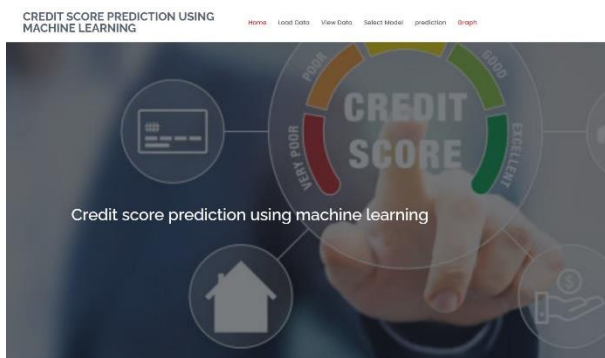 CREDIT SCORE PREDICTION USING
MACHINE LEARNING
Home Load Data View Data Select Model prediction Graph
VERY POOR
POOR
GOOD
EXCELLENT
CREDIT
SCORE
Credit score prediction using machine learning
$